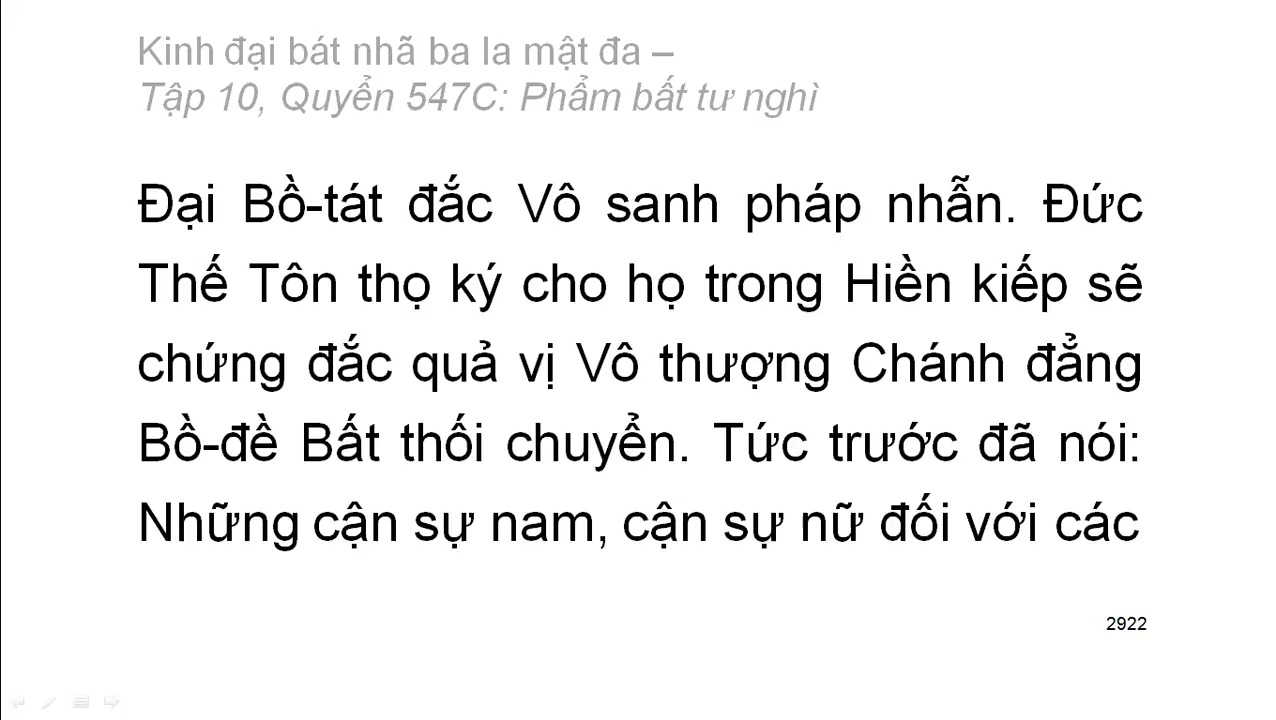 Kinh đại bát nhã ba la mật đa –
Tập 10, Quyển 547C: Phẩm bất tư nghì
Đại Bồ-tát đắc Vô sanh pháp nhẫn. Đức
Thế Tôn thọ ký cho họ trong Hiền kiếp sẽ
chứng đắc quả vị Vô thượng Chánh đẳng
Bồ-đề Bất thối chuyển. Tức trước đã nói:
Những cận sự nam, cận sự nữ đối với các
2922